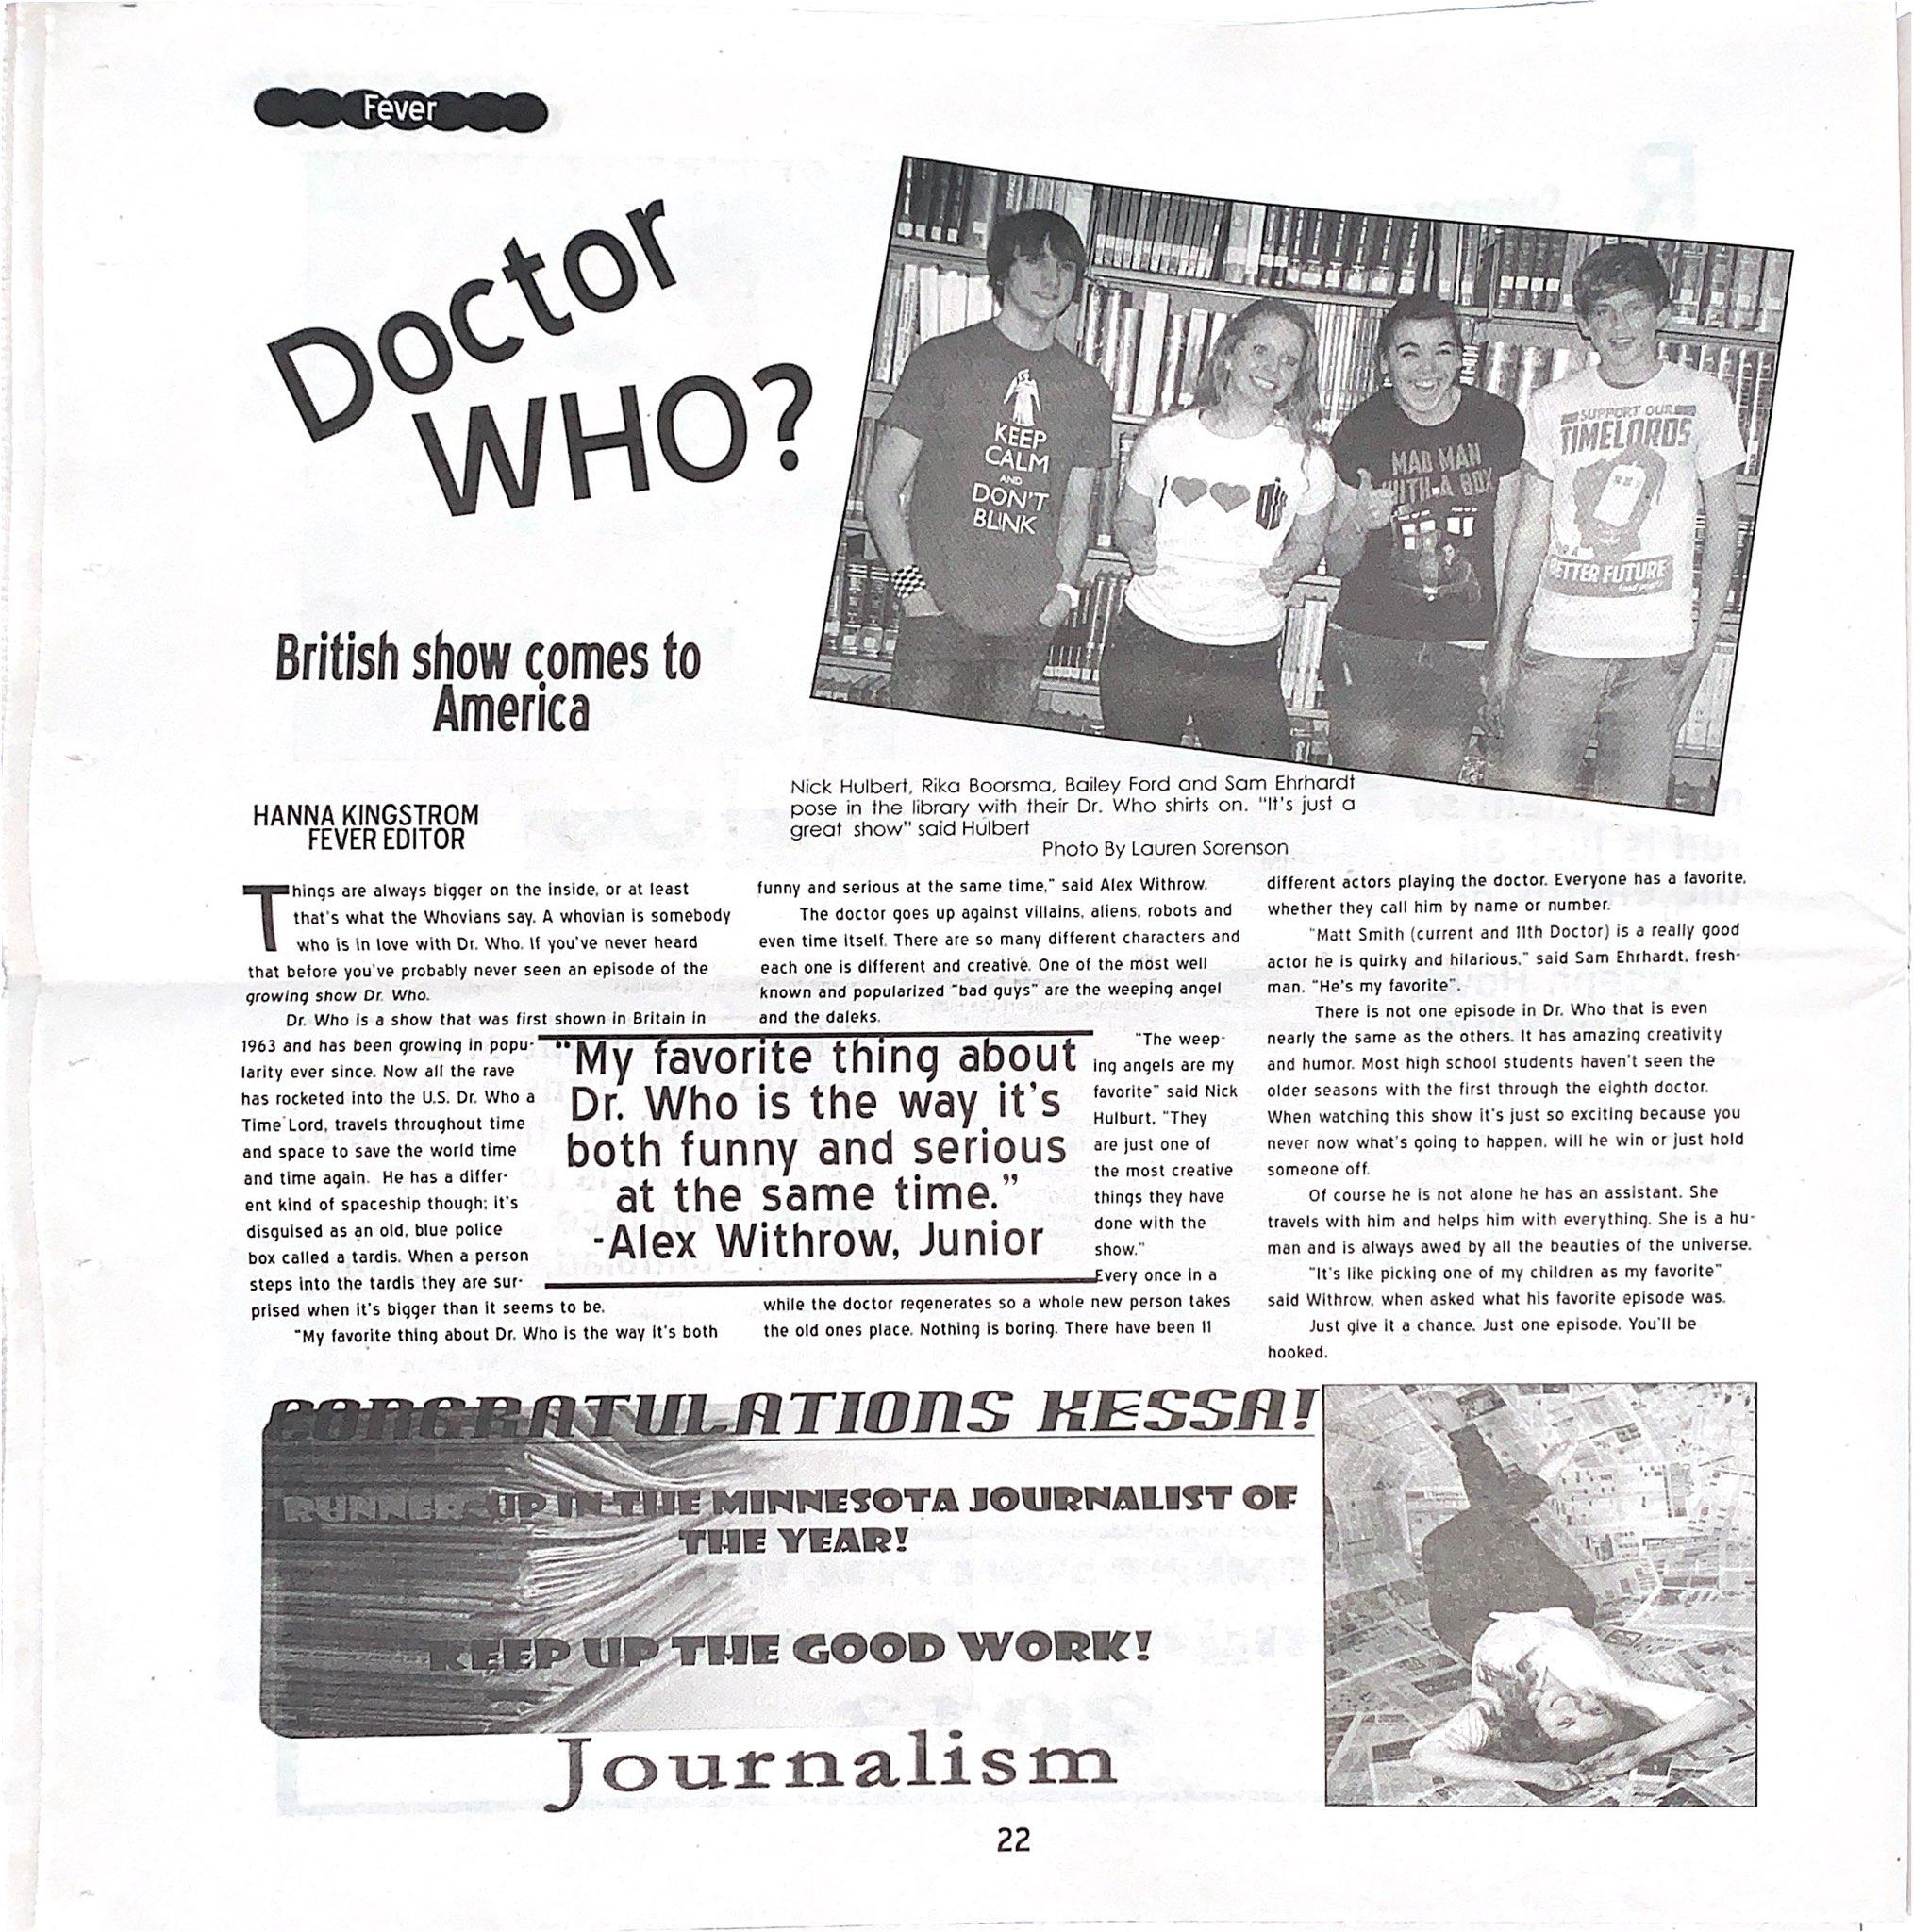 Fever
Doctor
WHO?
British show comes to
America
KEEP
CALM
AND
DON'T
BLINK
I
MAD MAN
WITH A BOX
SUPPORT OUR
TIMELORDS
BETTER FUTURE
Nick Hulbert, Rika Boorsma, Bailey Ford and Sam Ehrhardt
pose in the library with their Dr. Who shirts on. "It's just a
great show" said Hulbert
Photo By Lauren Sorenson
HANNA KINGSTROM
FEVER EDITOR
Things are always bigger on the inside, or at least
that's what the Whovians say. A whovian is somebody
who is in love with Dr. Who. If you've never heard
that before you've probably never seen an episode of the
growing show Dr. Who.
Dr. Who is a show that was first shown in Britain in
1963 and has been growing in popu-
larity ever since. Now all the rave
has rocketed into the U.S. Dr. Who a
Time Lord, travels throughout time
and space to save the world time
and time again. He has a differ-
ent kind of spaceship though; it's
disguised as an old, blue police
box called a tardis. When a person
steps into the tardis they are sur-
prised when it's bigger than it seems to be.
"My favorite thing about Dr. Who is the way it's both
funny and serious at the same time," said Alex Withrow.
The doctor goes up against villains, aliens, robots and
even time itself. There are so many different characters and
each one is different and creative. One of the most well
known and popularized "bad guys" are the weeping angel
and the daleks.
"The weep-
ing angels are my
favorite" said Nick
Hulburt, "They
are just one of
the most creative
things they have
done with the
show."
Every once in a
while the doctor regenerates so a whole new person takes
the old ones place. Nothing is boring. There have been 11
"My favorite thing about
Dr. Who is the way it's
both funny and serious
at the same time."
-Alex Withrow, Junior
different actors playing the doctor. Everyone has a favorite,
whether they call him by name or number.
"Matt Smith (current and 11th Doctor) is a really good
actor he is quirky and hilarious," said Sam Ehrhardt, fresh-
man. "He's my favorite".
There is not one episode in Dr. Who that is even
nearly the same as the others. It has amazing creativity
and humor. Most high school students haven't seen the
older seasons with the first through the eighth doctor.
When watching this show it's just so exciting because you
never now what's going to happen, will he win or just hold
someone off.
Of course he is not alone he has an assistant. She
travels with him and helps him with everything. She is a hu-
man and is always awed by all the beauties of the universe.
"It's like picking one of my children as my favorite"
said Withrow, when asked what his favorite episode was.
Just give it a chance. Just one episode. You'll be
hooked.
CONGRATULATIONS KESSA!
RUNNER-UP IN THE MINNESOTA JOURNALIST OF
THE YEAR!
KEEP UP THE GOOD WORK!
Journalism
22